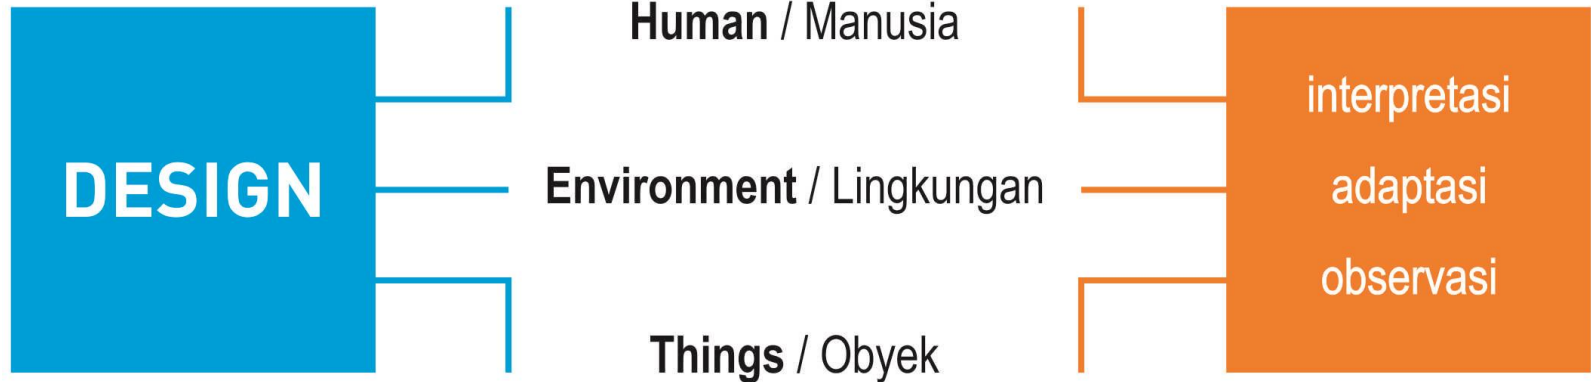 DESIGN
Human / Manusia
Environment / Lingkungan
Things / Obyek
interpretasi
adaptasi
observasi